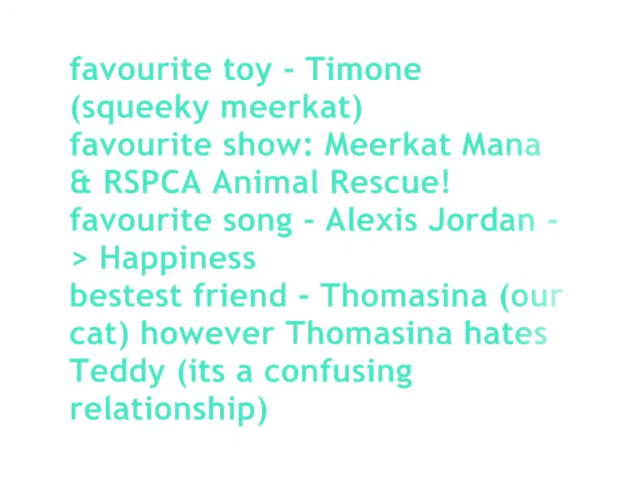 favourite toy - Timone
(squeeky meerkat)
favourite show: Meerkat Mana
& RSPCA Animal Rescue!
favourite song - Alexis Jordan -
> Happiness
bestest friend - Thomasina (our
cat) however Thomasina hates
Teddy (its a confusing
relationship)